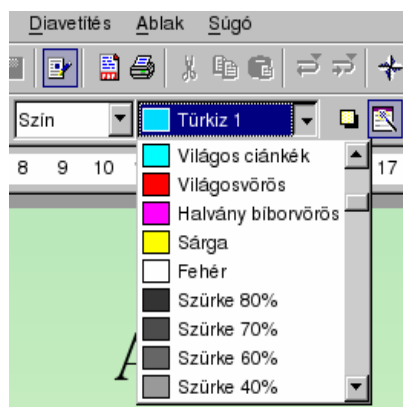 Diavetítés Ablak Súgó
Szín Türkiz 1
8 9 10 17
Világos ciánkék
Világosvörös
Halvány bíborvörös
Sárga
Fehér
Szürke 80%
Szürke 70%
Szürke 60%
Szürke 40%
A